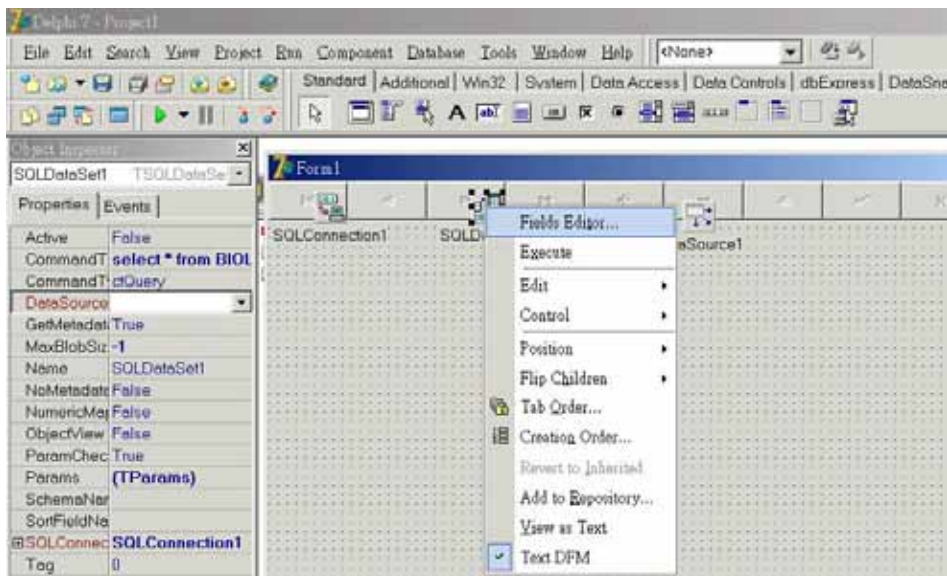 Delphi 7 - Project1
File Edit Search View Project Run Component Database Tools Window Help <None>
Standard Additional Win32 System Data Access Data Controls dbExpress DataSna
Object Inspector
SQLDataSet1 TSQLDataSe
Properties Events
Active False
CommandT select * from BIOL
CommandT ctQuery
DataSource
GetMetadat True
MaxBlobSiz -1
Name SQLDataSet1
NoMetadata False
NumericMap False
ObjectView False
ParamChec True
Params (TParams)
SchemaNam
SortFieldNa
SQLConnec SQLConnection1
Tag 0
Form1
SQLConnection1
SQLD
aSource1
Fields Editor...
Execute
Edit
Control
Position
Flip Children
Tab Order...
Creation Order...
Revert to Inherited
Add to Repository...
View as Text
Text DFM